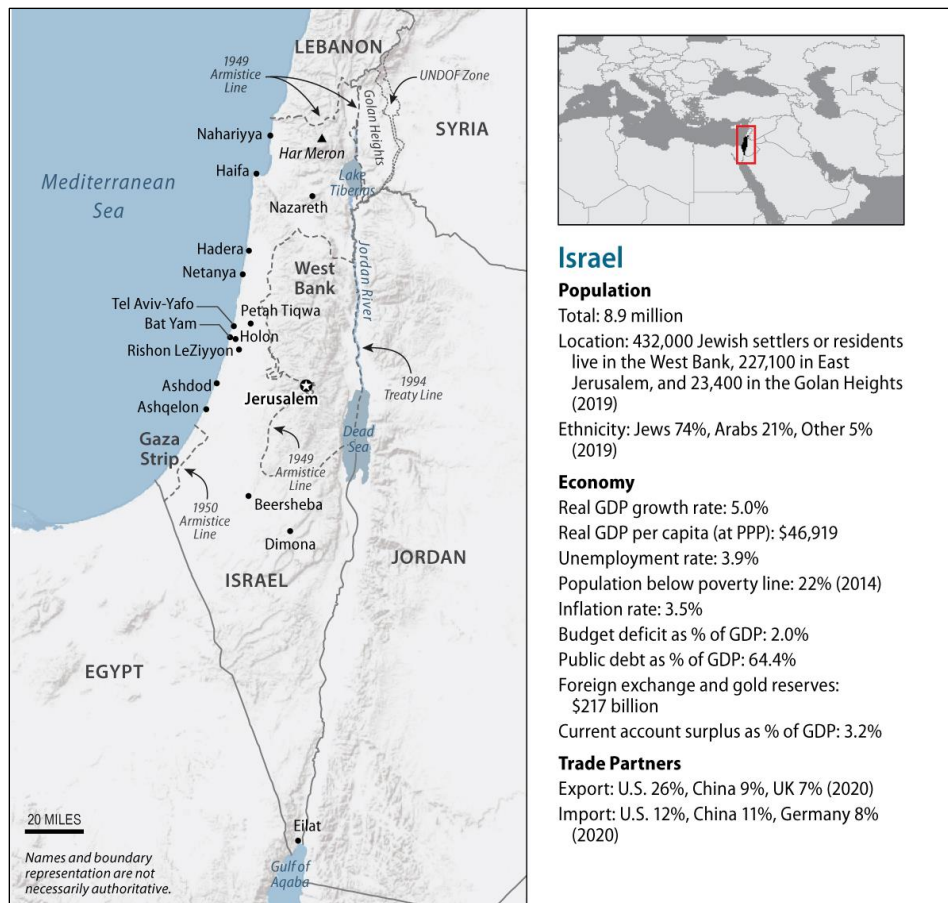 LEBANON
1949
Armistice
Line
UNDOF Zone
Golan Heights
SYRIA
Nahariyya
Har Meron
Haifa
Lake
Tiberias
Mediterranean
Sea
Nazareth
Jordan River
Hadera
West
Bank
Netanya
Tel Aviv-Yafo
Petah Tiqwa
Bat Yam
Holon
Rishon LeZiyyon
1994
Treaty Line
Ashdod
Jerusalem
Ashqelon
Gaza
Strip
Dead
Sea
1949
Armistice
Line
1950
Armistice
Line
Beersheba
Dimona
JORDAN
ISRAEL
EGYPT
20 MILES
Eilat
Names and boundary
representation are not
necessarily authoritative.
Gulf of
Aqaba
Israel
Population
Total: 8.9 million
Location: 432,000 Jewish settlers or residents
live in the West Bank, 227,100 in East
Jerusalem, and 23,400 in the Golan Heights
(2019)
Ethnicity: Jews 74%, Arabs 21%, Other 5%
(2019)
Economy
Real GDP growth rate: 5.0%
Real GDP per capita (at PPP): $46,919
Unemployment rate: 3.9%
Population below poverty line: 22% (2014)
Inflation rate: 3.5%
Budget deficit as % of GDP: 2.0%
Public debt as % of GDP: 64.4%
Foreign exchange and gold reserves:
$217 billion
Current account surplus as % of GDP: 3.2%
Trade Partners
Export: U.S. 26%, China 9%, UK 7% (2020)
Import: U.S. 12%, China 11%, Germany 8%
(2020)